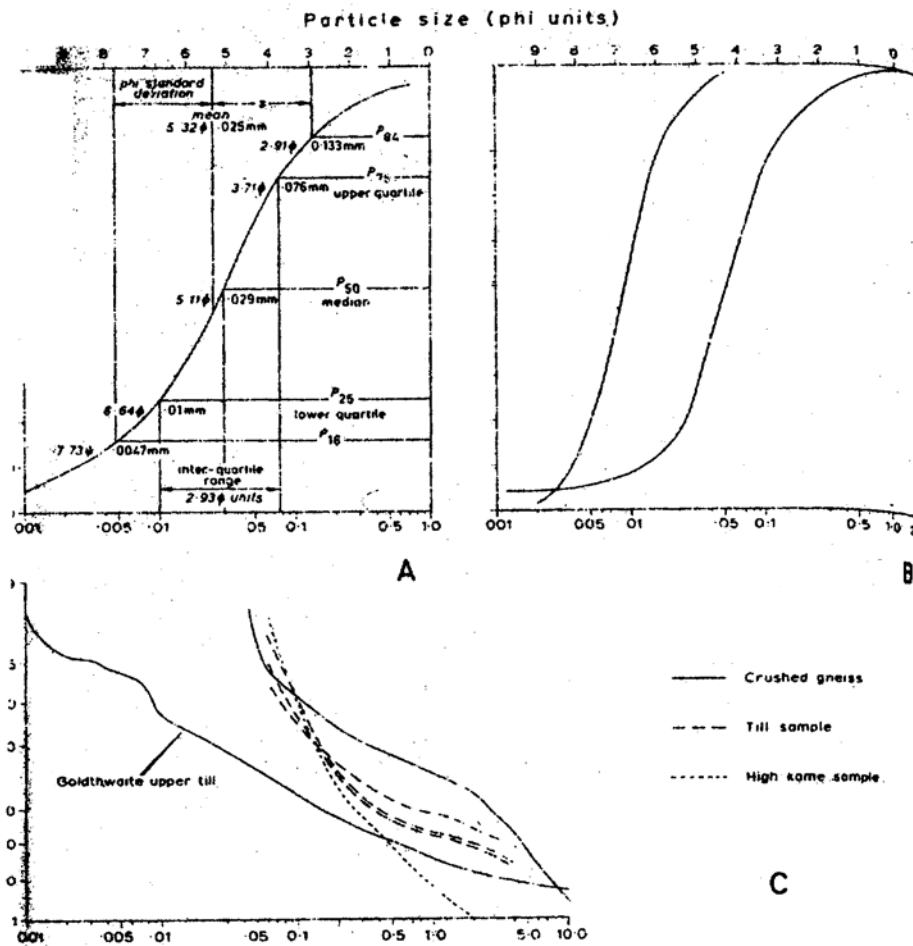 Particle size (phi units)
8 7 6 5 4 3 2 1 0
9 8 7 6 5 4 3 2 1 0
phi standard
deviation
s
mean
5·32ϕ ·025mm
2·91ϕ 0·133mm P84
3·71ϕ ·076mm
upper quartile
5·11ϕ ·029mm P50
median
6·64ϕ ·01mm P25
lower quartile
7·73 ·0047mm P16
inter-quartile
range
2·93ϕ units
·001 ·005 ·01 ·05 0·1 0·5 1·0
·001 ·005 ·01 ·05 0·1 0·5 1·0
A
B
Goldthwaite upper till
Crushed gneiss
Till sample
High kame sample
C
·001 ·005 ·01 ·05 0·1 0·5 1·0 5·0 10·0